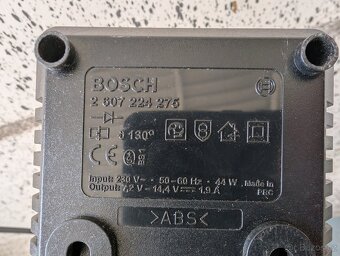 BOSCH
2 607 224 275
ϑ 130°
Input: 230 V~ · 50-60 Hz · 44 W
Output: 7,2 V - 14,4 V ⎓ 1,9 A
Made in
PRC
>ABS<